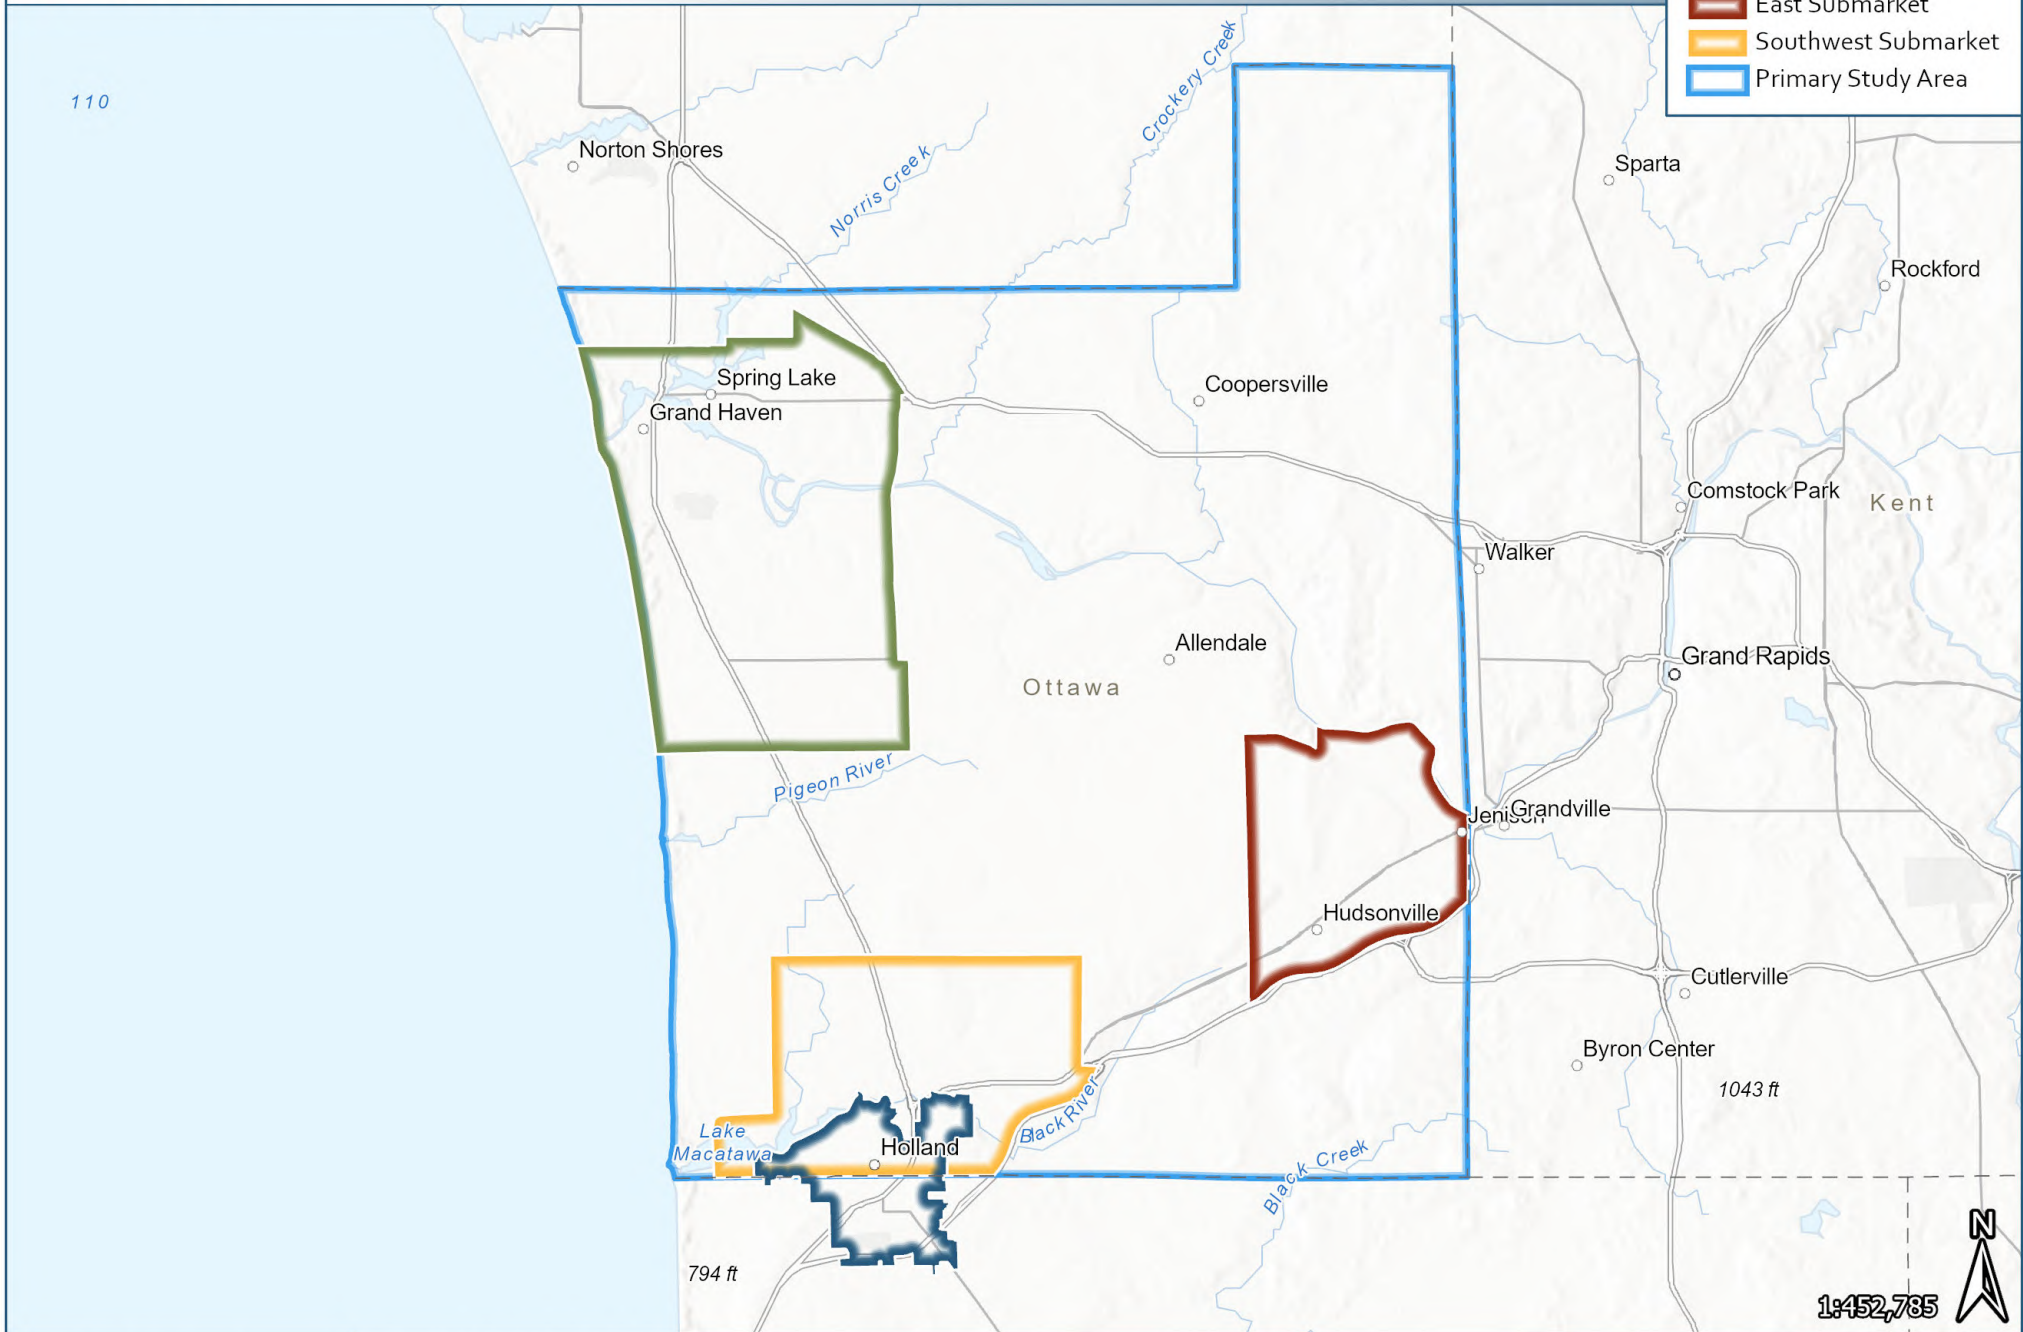 East Submarket
Southwest Submarket
Primary Study Area
110
Crockery Creek
Norton Shores
Norris Creek
Sparta
Rockford
Spring Lake
Coopersville
Grand Haven
Comstock Park
Kent
Walker
Allendale
Grand Rapids
Ottawa
Pigeon River
Jenison
Grandville
Hudsonville
Cutlerville
Byron Center
1043 ft
Black River
Lake
Macatawa
Holland
Black Creek
794 ft
N
1:452,785